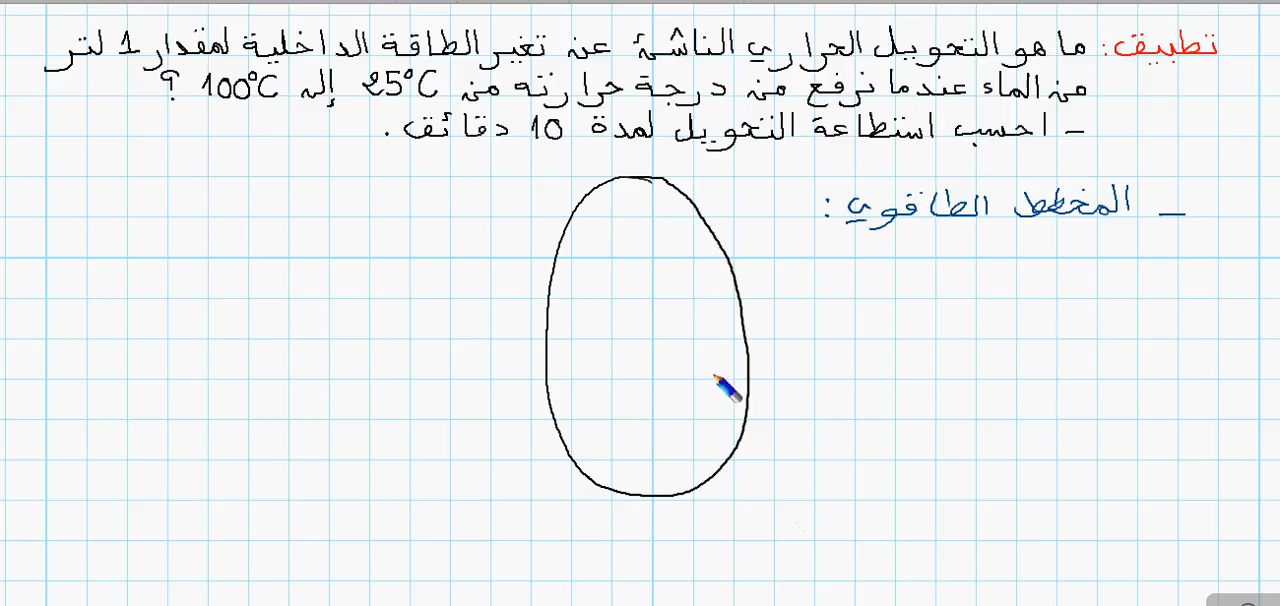 تطبيق: ما هو التحويل الحراري الناشئ عن تغير الطاقة الداخلية لمقدار 1 لتر
من الماء عندما نرفع من درجة حرارته من 25°C إلى 100°C ؟
- احسب استطاعة التحويل لمدة 10 دقائق.
- المخطط الطاقوي: